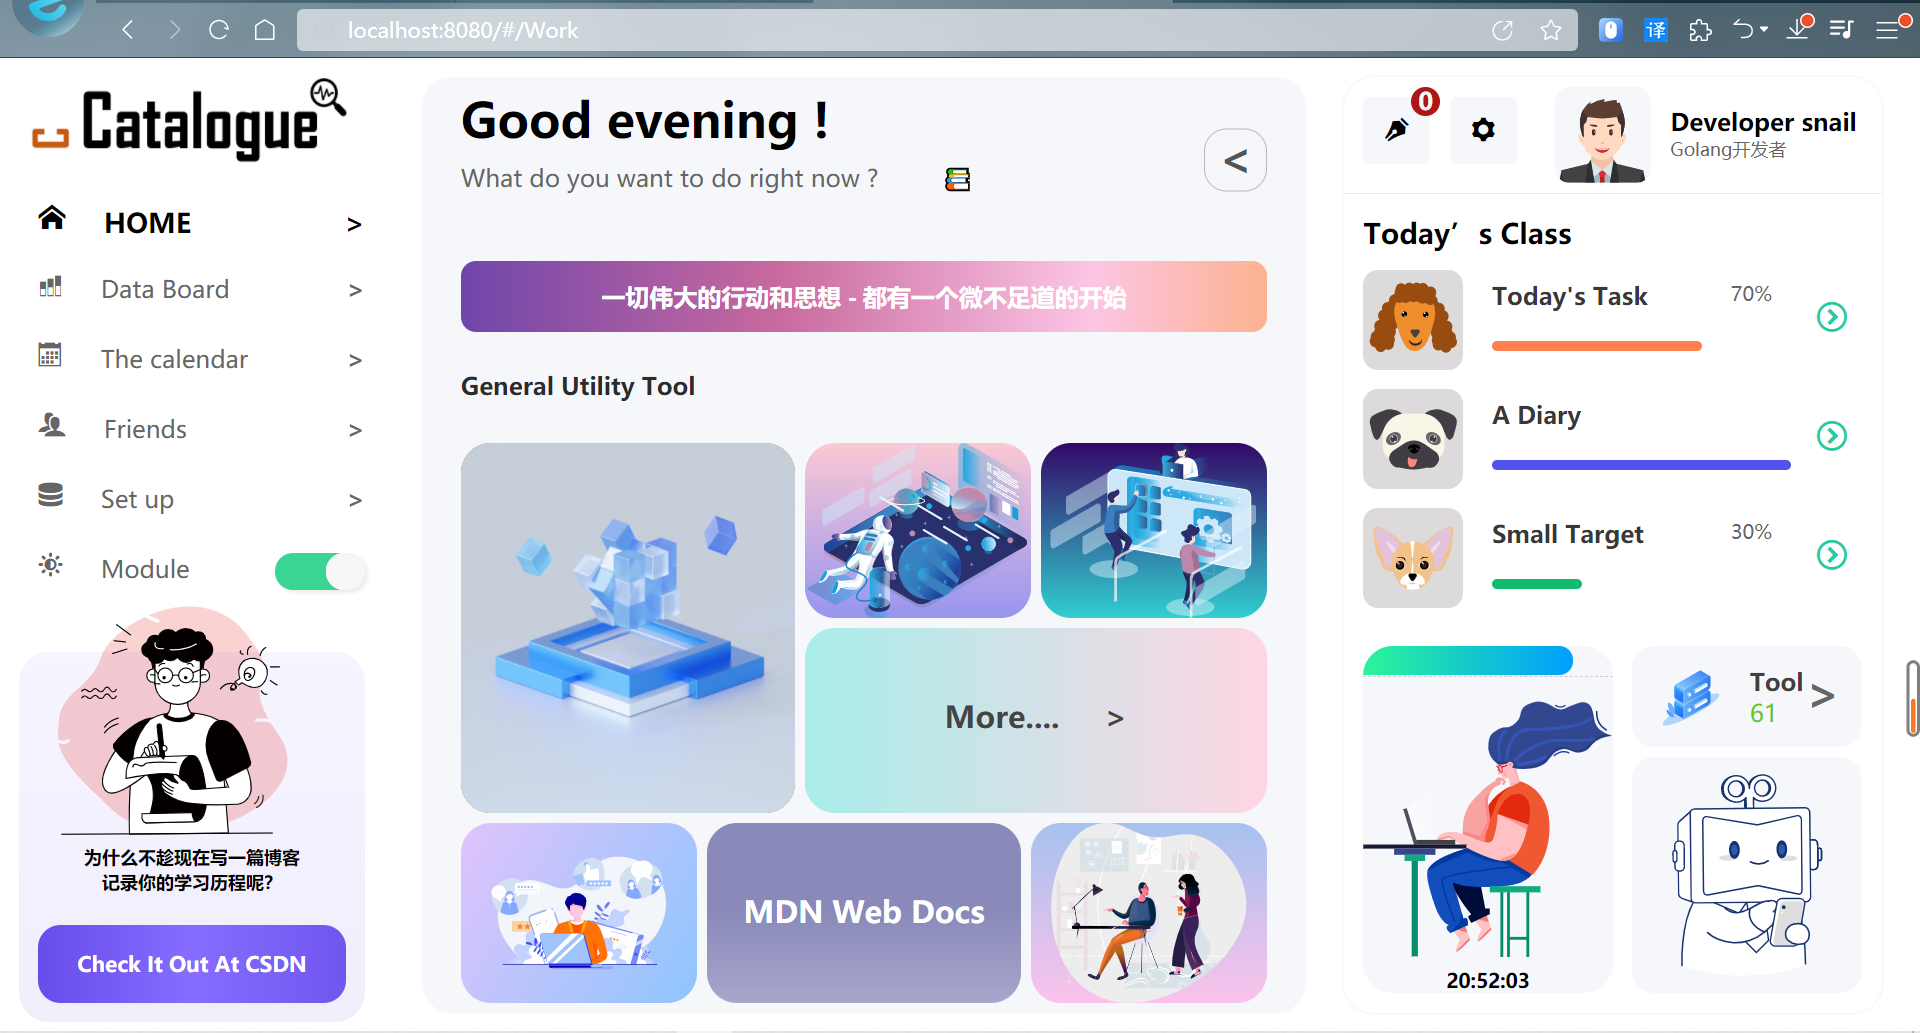 localhost:8080/#/Work
译
Catalogue
HOME >
Data Board >
The calendar >
Friends >
Set up >
Module
为什么不趁现在写一篇博客
记录你的学习历程呢?
Check It Out At CSDN
Good evening !
What do you want to do right now ?
<
一切伟大的行动和思想 - 都有一个微不足道的开始
General Utility Tool
More.... >
MDN Web Docs
0
Developer snail
Golang开发者
Today’s Class
Today's Task 70%
A Diary
Small Target 30%
Tool >
61
20:52:03